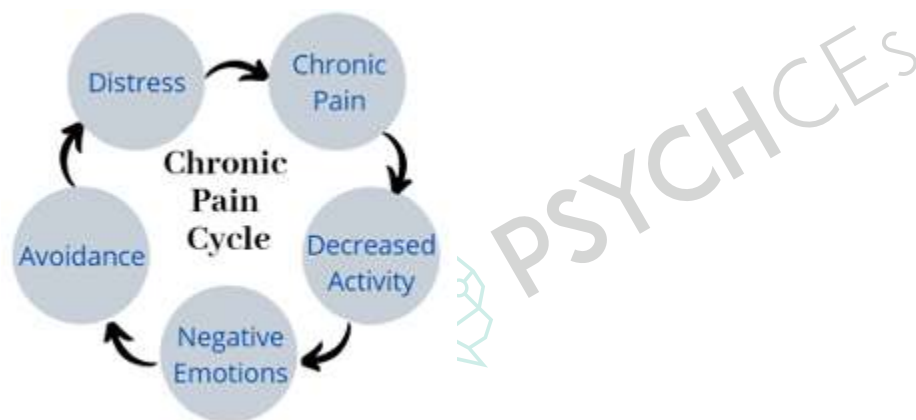 Distress
Chronic
Pain
Chronic
Pain
Cycle
Decreased
Activity
Negative
Emotions
Avoidance
PSYCHCEs